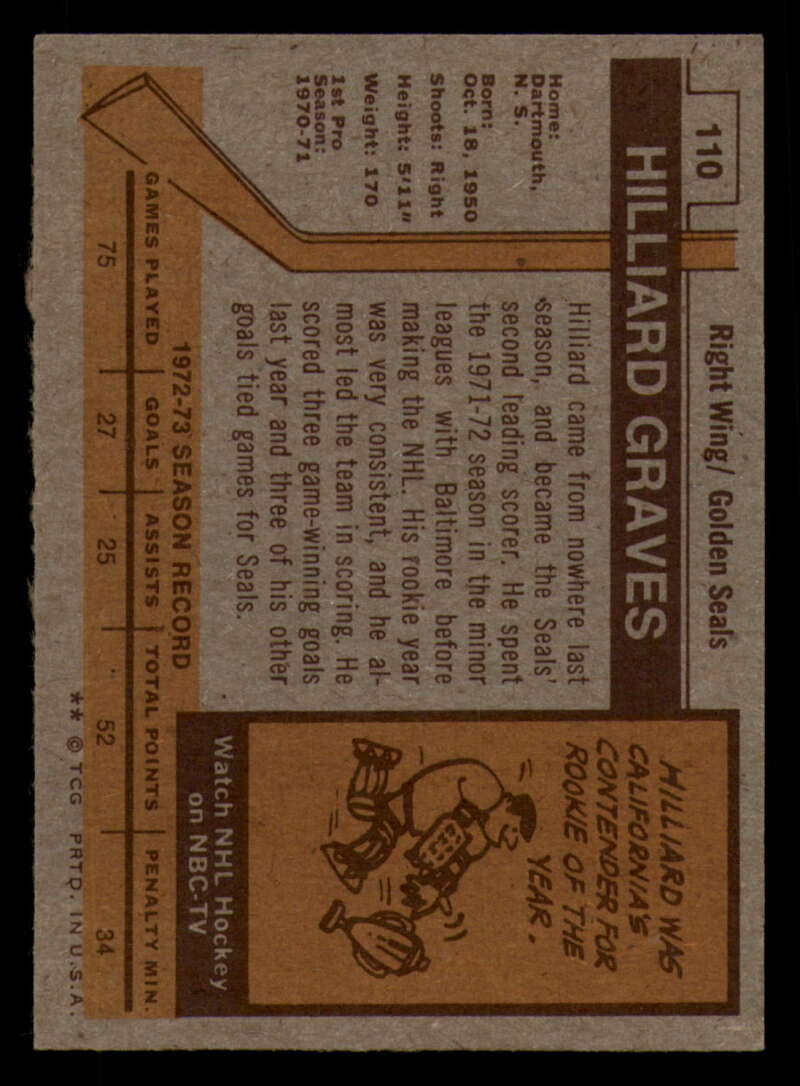 110
Right Wing/ Golden Seals
HILLIARD GRAVES
Home:
Dartmouth,
N. S.
Born:
Oct. 18, 1950
Shoots: Right
Height: 5'11"
Weight: 170
1st Pro
Season:
1970-71
Hilliard came from nowhere last
season, and became the Seals'
second leading scorer. He spent
the 1971-72 season in the minor
leagues with Baltimore before
making the NHL. His rookie year
was very consistent, and he al-
most led the team in scoring. He
scored three game-winning goals
last year and three of his other
goals tied games for Seals.
HILLIARD WAS
CALIFORNIA'S
CONTENDER FOR
ROOKIE OF THE
YEAR.
Watch NHL Hockey
on NBC-TV
1972-73 SEASON RECORD
GAMES PLAYED GOALS ASSISTS TOTAL POINTS PENALTY MIN.
75 27 25 52 34
** © TCG PRTD. IN U.S.A.